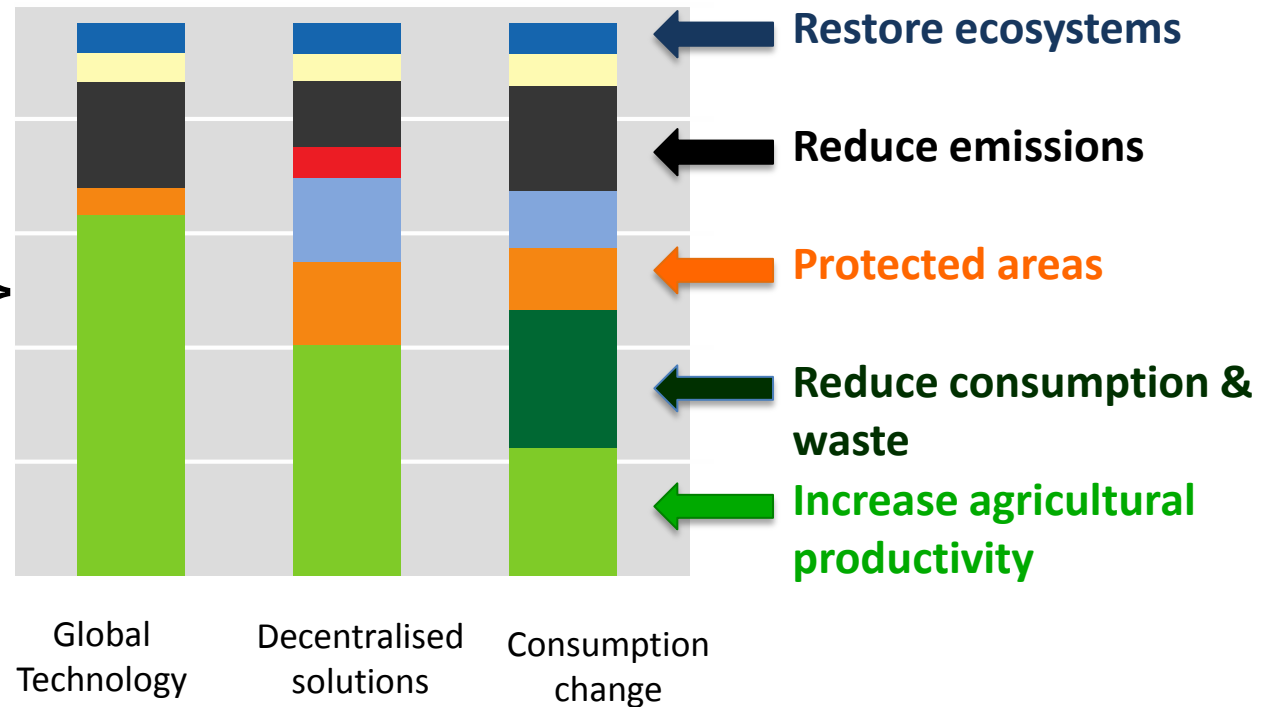 Restore ecosystems
Reduce emissions
Protected areas
Reduce consumption &
waste
Increase agricultural
productivity
Global
Technology
Decentralised
solutions
Consumption
change